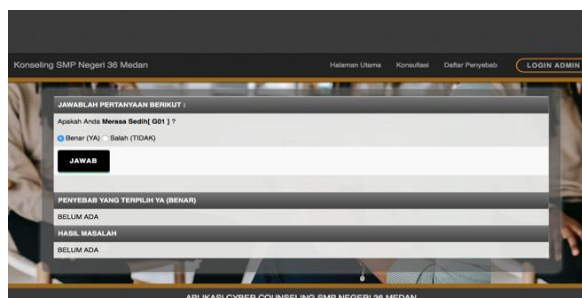 Konseling SMP Negeri 36 Medan
Halaman Utama Konsultasi Daftar Penyebab LOGIN ADMIN
JAWABLAH PERTANYAAN BERIKUT :
Apakah Anda Merasa Sedih[ G01 ] ?
Benar (YA) Salah (TIDAK)
JAWAB
PENYEBAB YANG TERPILIH YA (BENAR)
BELUM ADA
HASIL MASALAH
BELUM ADA
APLIKASI CYBER COUNSELING SMP NEGERI 36 MEDAN